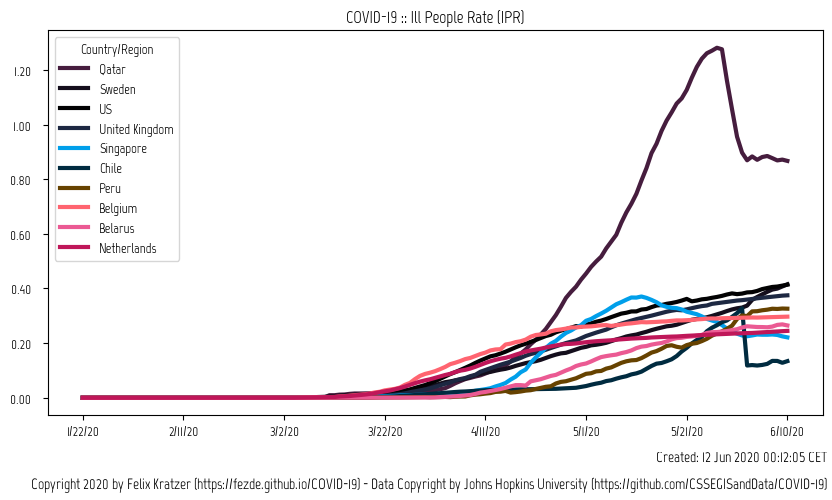 COVID-19 :: Ill People Rate (IPR)
Country/Region
Qatar
Sweden
US
United Kingdom
Singapore
Chile
Peru
Belgium
Belarus
Netherlands
1.20
1.00
0.80
0.60
0.40
0.20
0.00
1/22/20 2/11/20 3/2/20 3/22/20 4/11/20 5/1/20 5/21/20 6/10/20
Created: 12 Jun 2020 00:12:05 CET
Copyright 2020 by Felix Kratzer (https://fezde.github.io/COVID-19) - Data Copyright by Johns Hopkins University (https://github.com/CSSEGISandData/COVID-19)